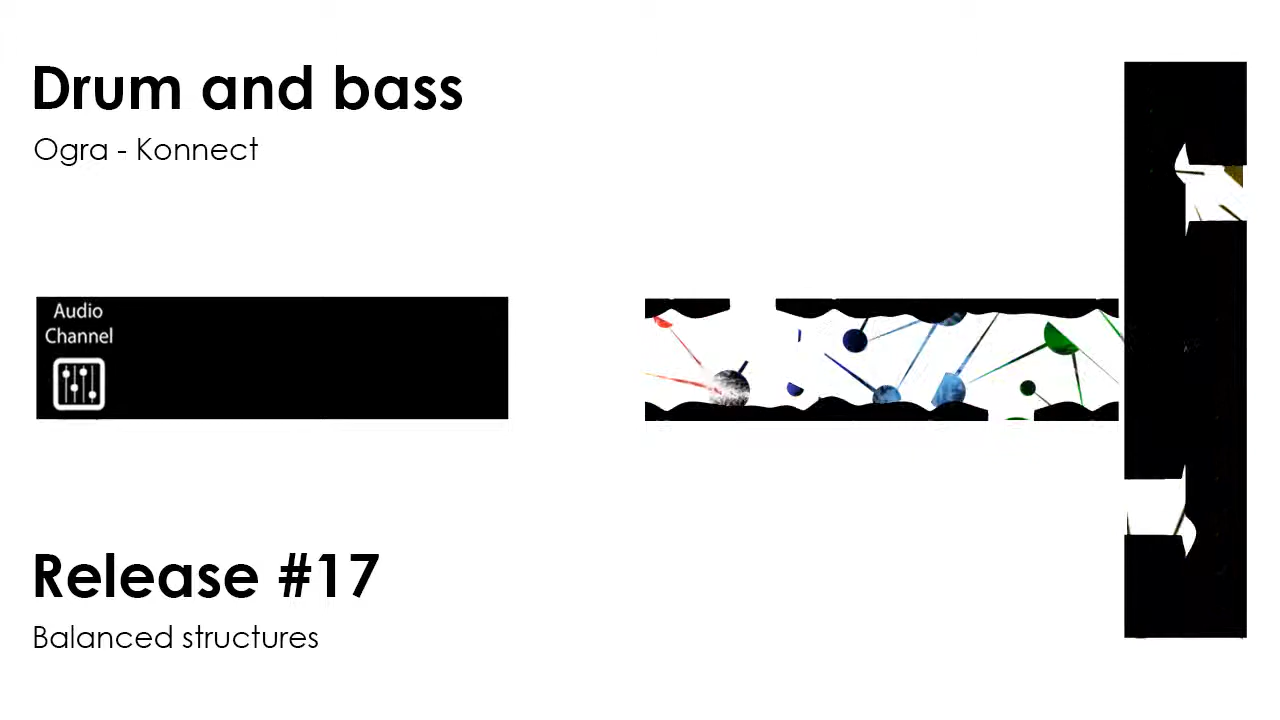 Drum and bass
Ogra - Konnect
Audio
Channel
Release #17
Balanced structures